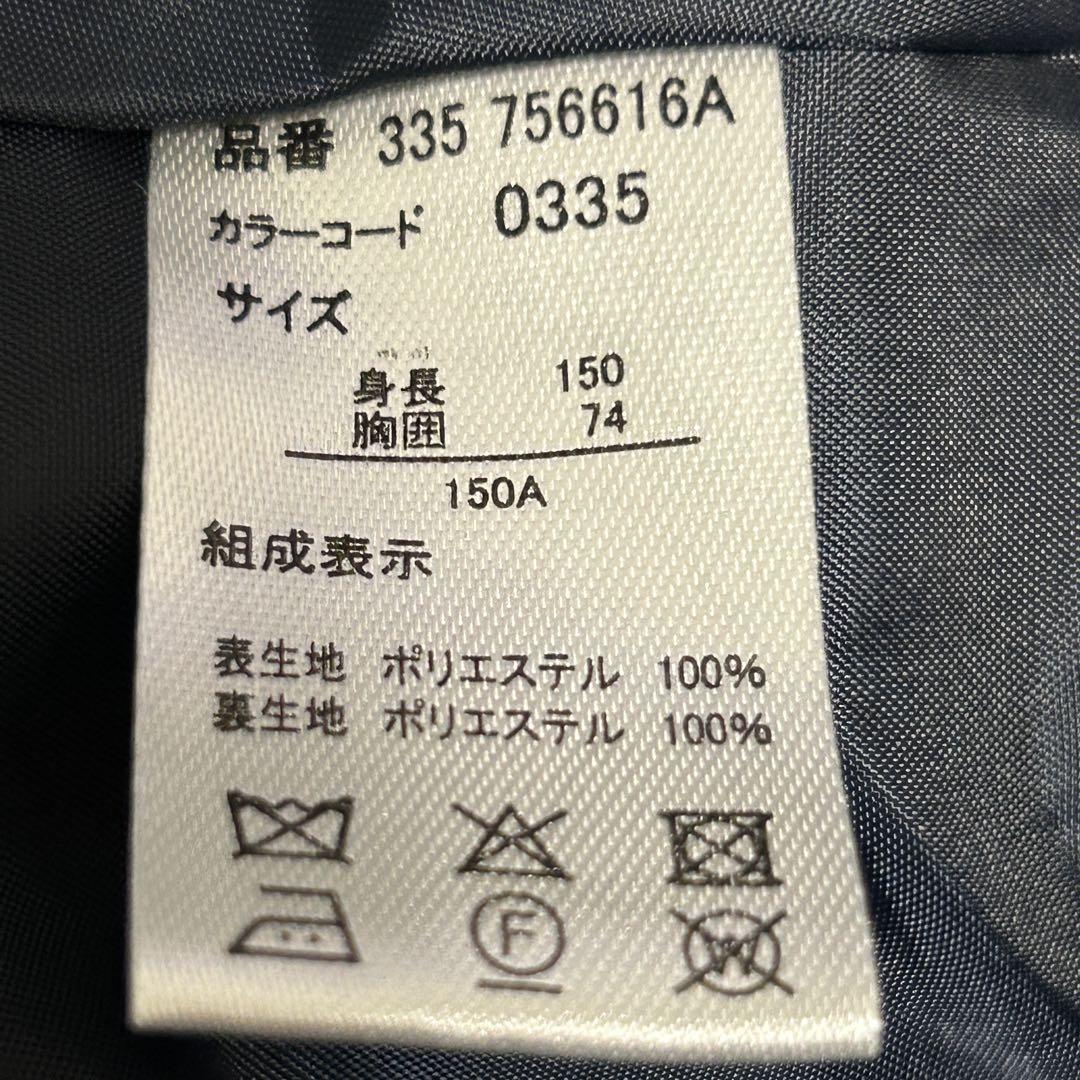 品番 335 756616A
カラーコード 0335
サイズ
身長 150
胸囲 74
150A
組成表示
表生地 ポリエステル 100%
裏生地 ポリエステル 100%
F
W